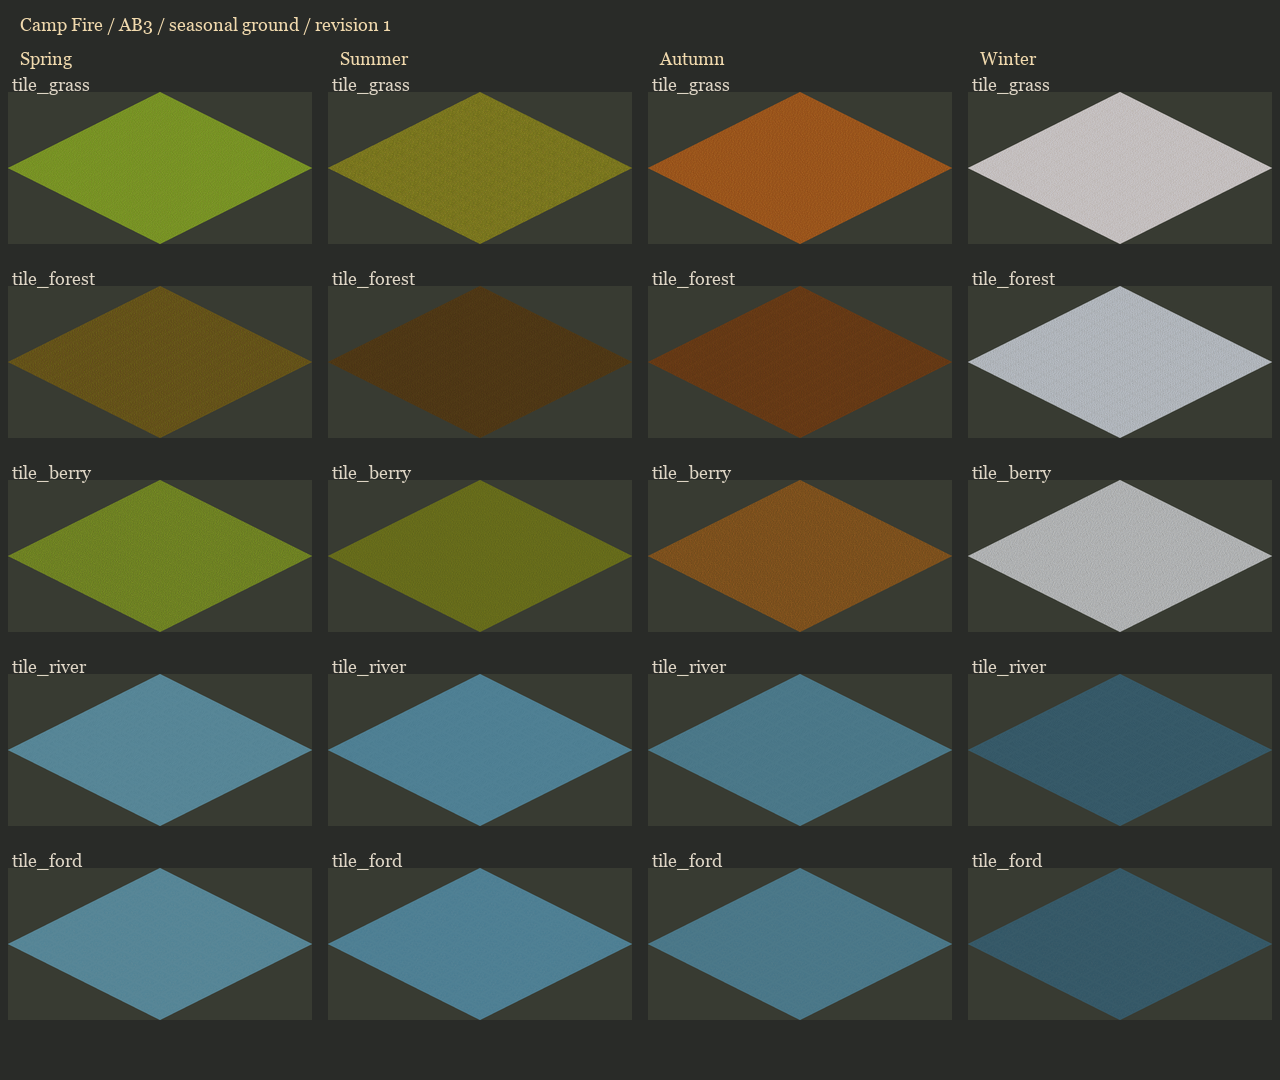 Camp Fire / AB3 / seasonal ground / revision 1
Spring Summer Autumn Winter
tile_grass tile_grass tile_grass tile_grass
tile_forest tile_forest tile_forest tile_forest
tile_berry tile_berry tile_berry tile_berry
tile_river tile_river tile_river tile_river
tile_ford tile_ford tile_ford tile_ford